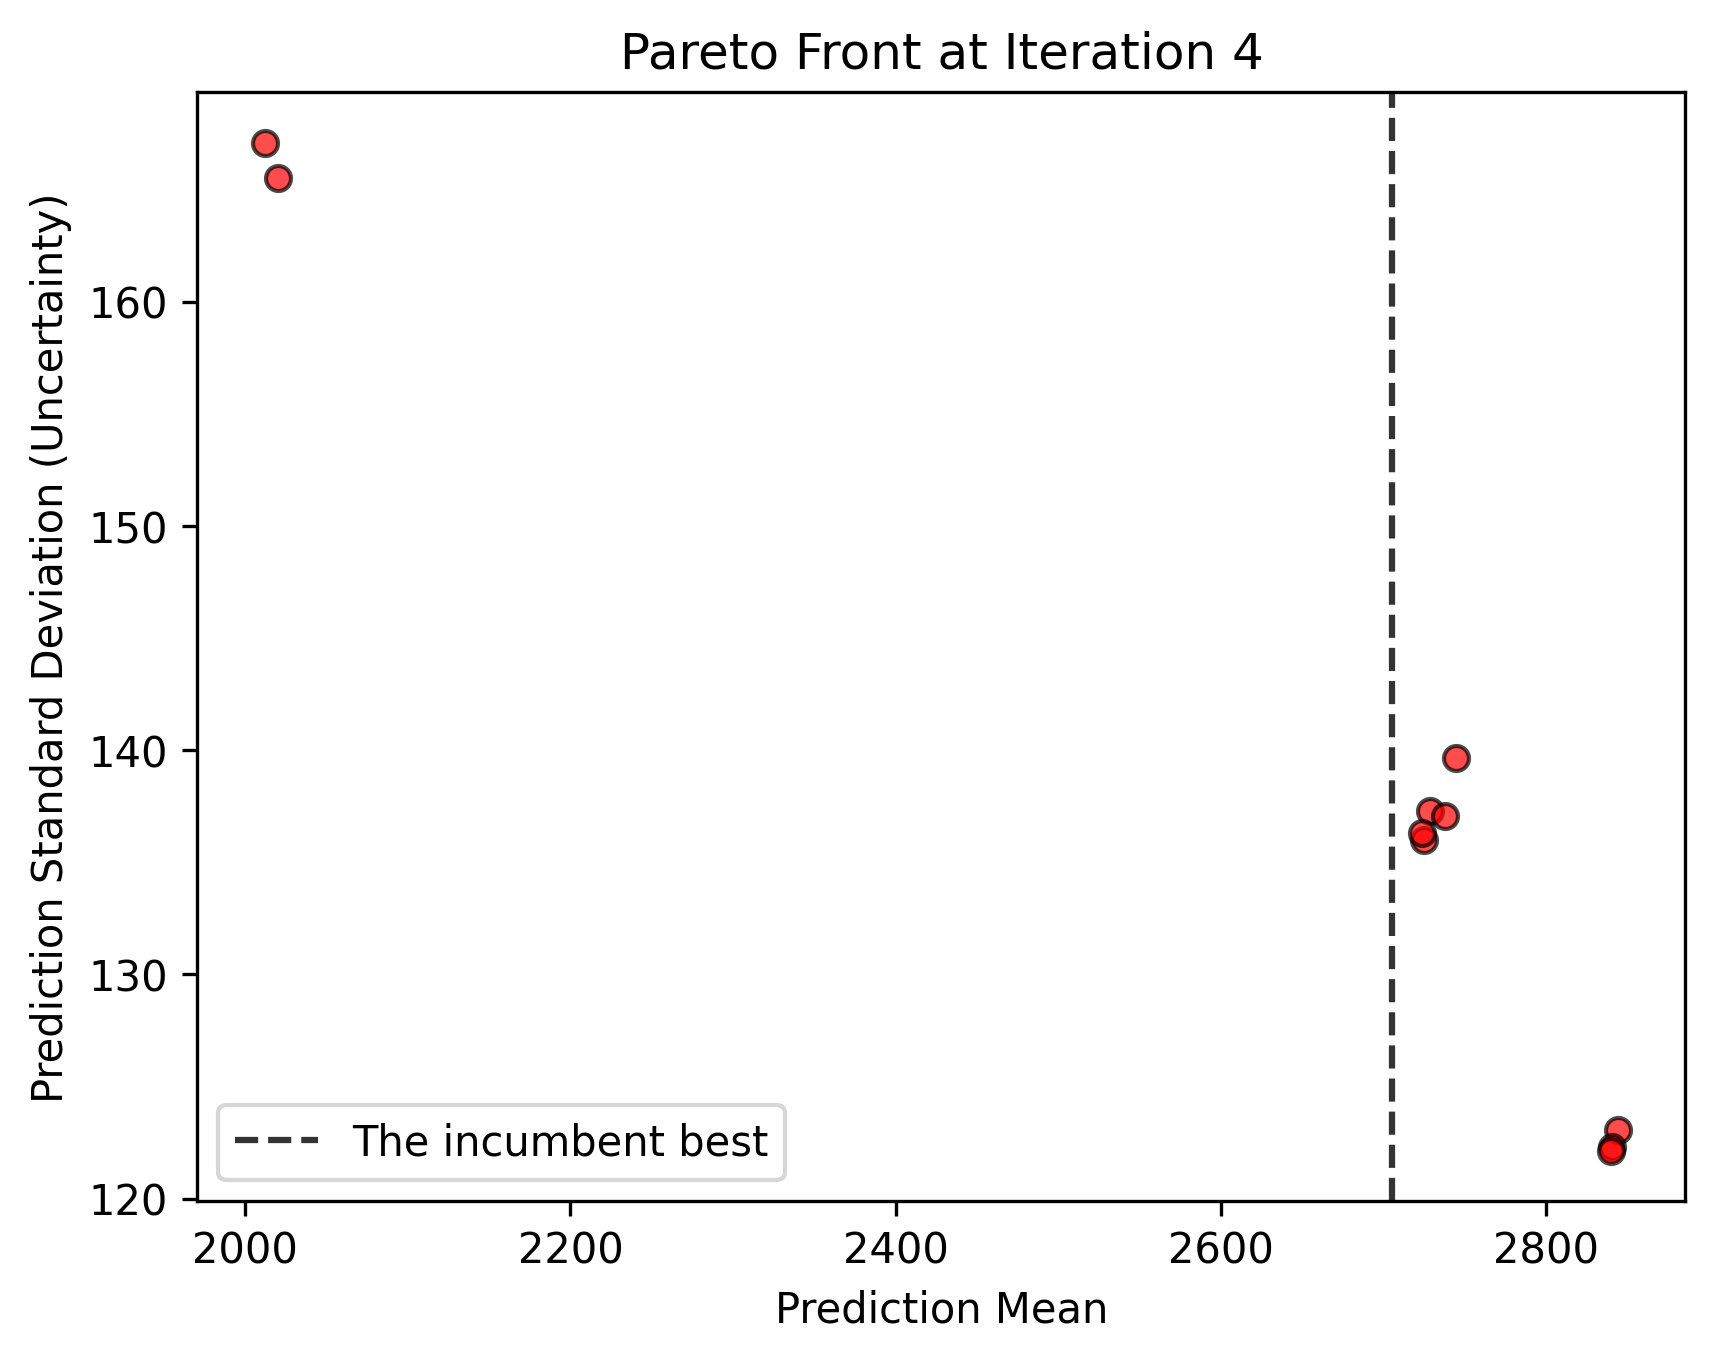 Pareto Front at Iteration 4
Prediction Standard Deviation (Uncertainty)
160
150
140
130
120
The incumbent best
2000 2200 2400 2600 2800
Prediction Mean